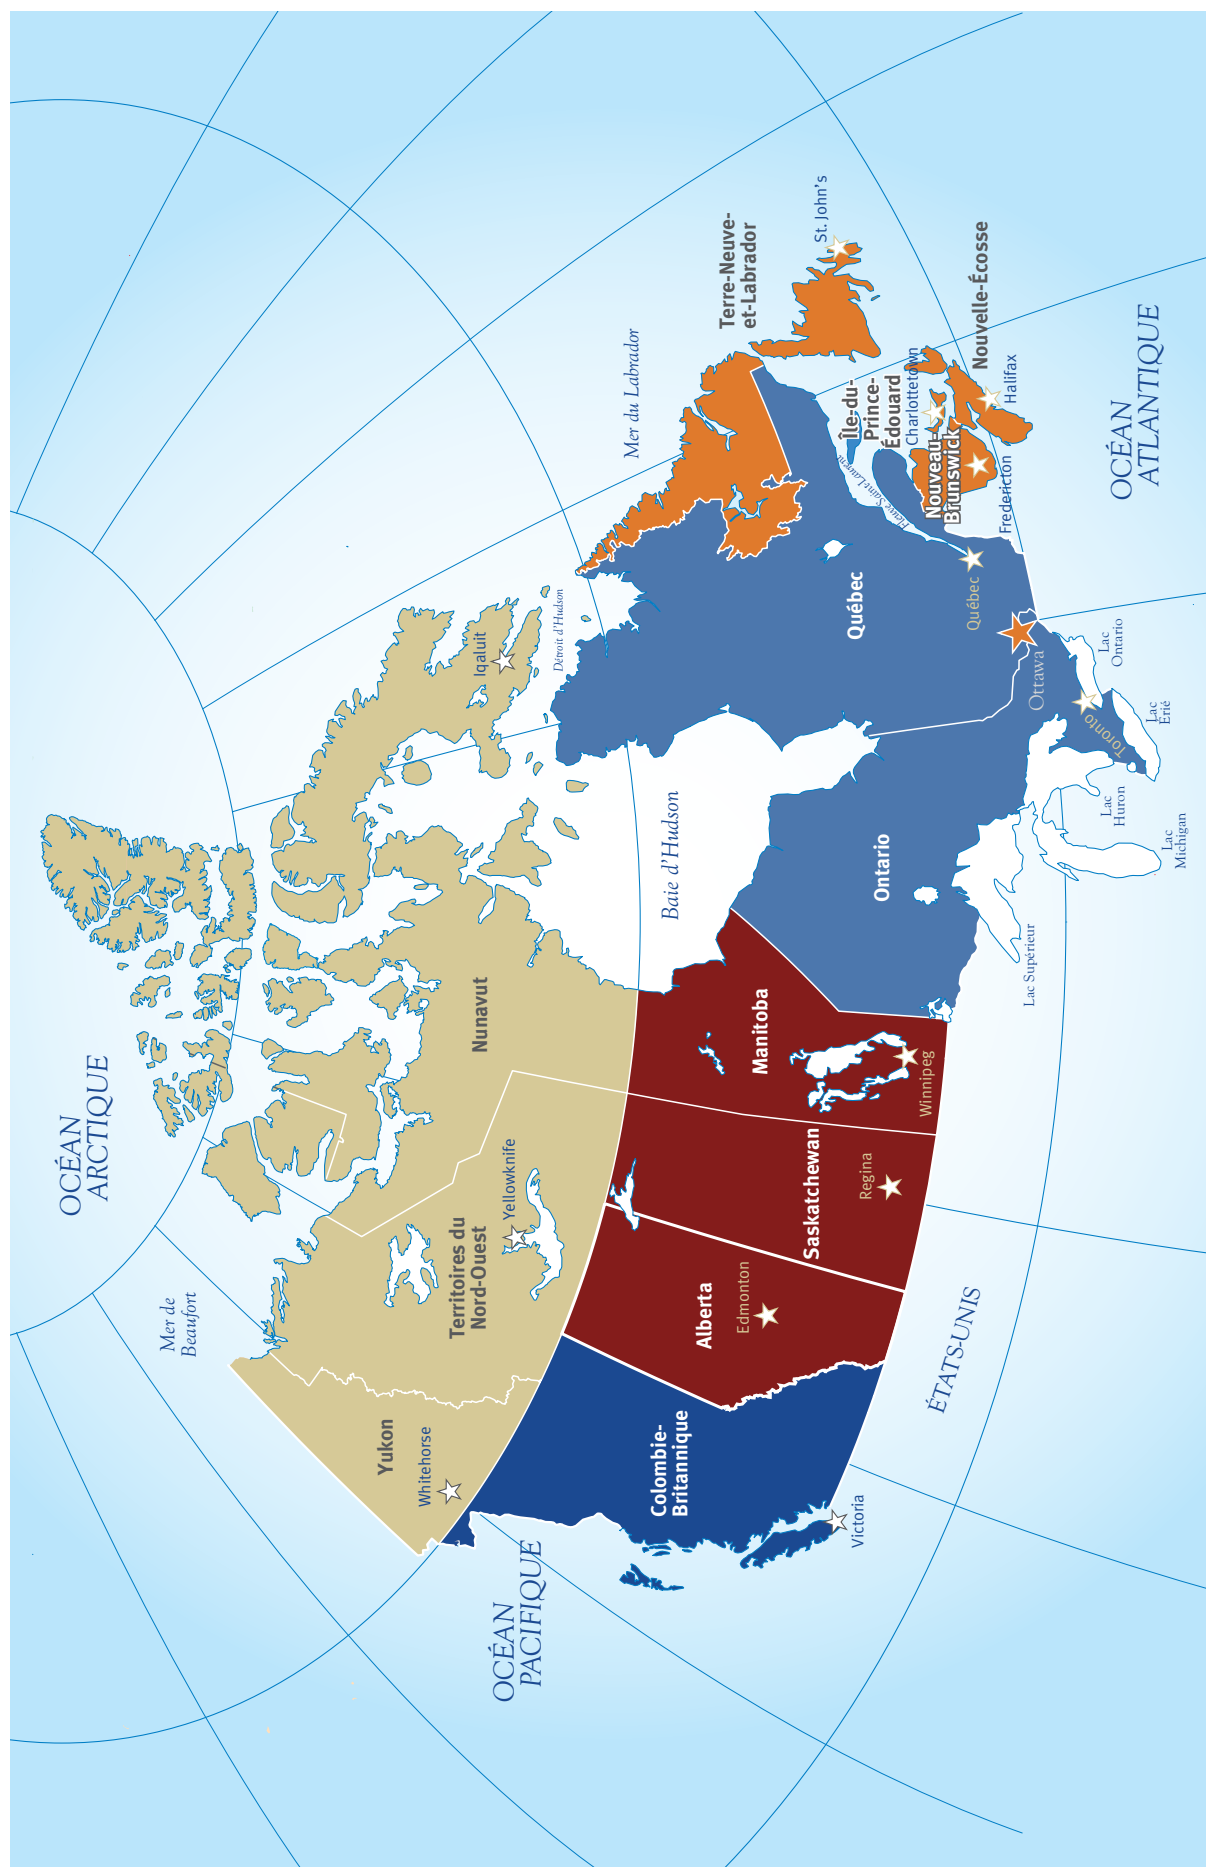 OCÉAN
ARCTIQUE
Mer de
Beaufort
OCÉAN
PACIFIQUE
Yukon
Whitehorse
Territoires du
Nord-Ouest
Yellowknife
Nunavut
Iqaluit
Colombie-
Britannique
Victoria
Alberta
Edmonton
Saskatchewan
Regina
Manitoba
Winnipeg
Baie d'Hudson
Détroit d'Hudson
Ontario
Toronto
Ottawa
Québec
Québec
Fleuve Saint-Laurent
Mer du Labrador
Terre-Neuve-
et-Labrador
St. John's
Île-du-
Prince-
Édouard
Charlottetown
Nouveau-
Brunswick
Fredericton
Nouvelle-Écosse
Halifax
OCÉAN
ATLANTIQUE
ÉTATS-UNIS
Lac Supérieur
Lac
Michigan
Lac
Huron
Lac
Érié
Lac
Ontario